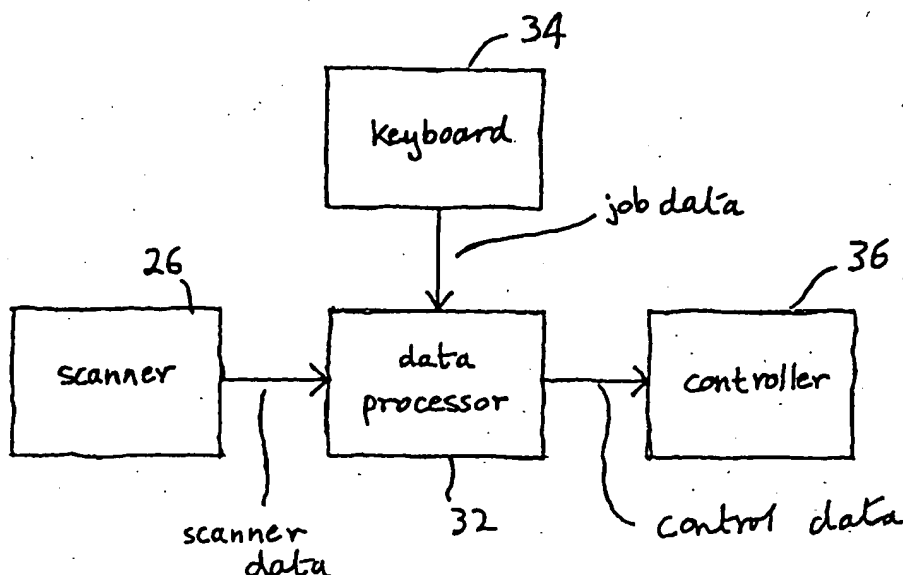 34
keyboard
job data
26
36
scanner
data
processor
controller
scanner
data
32
control data